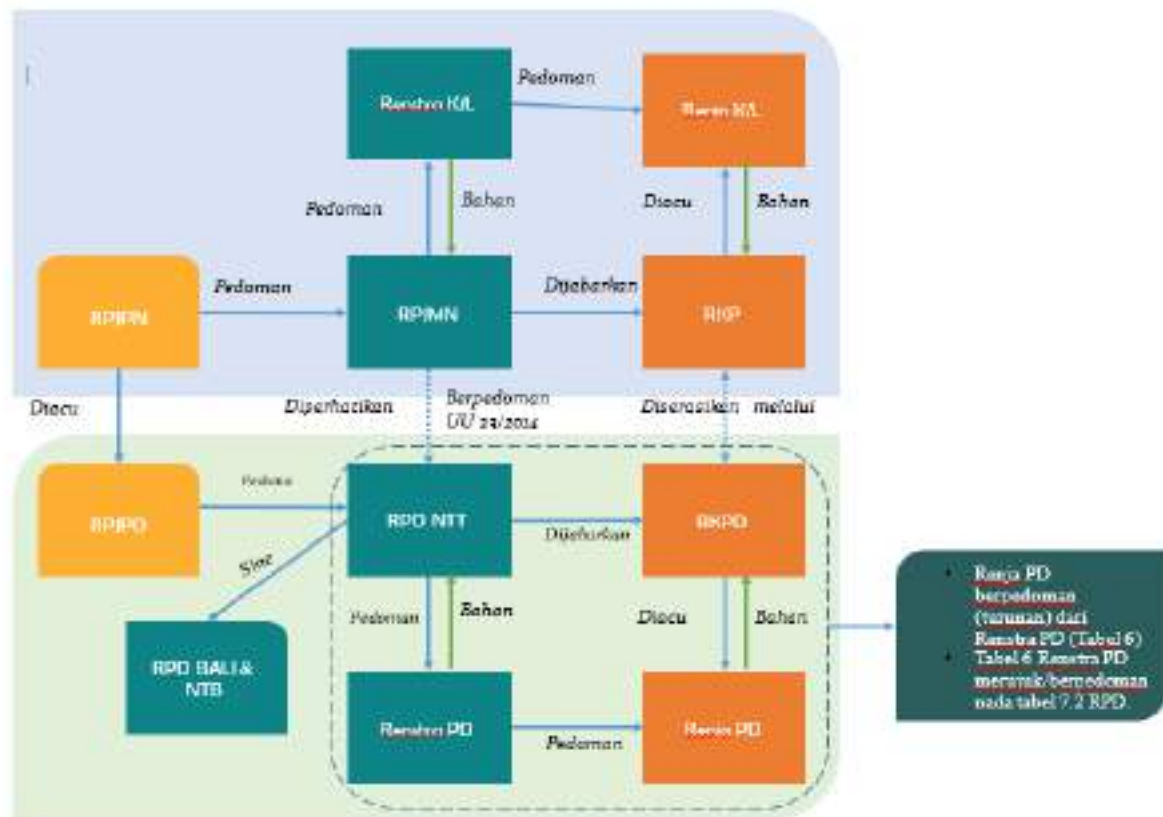 Renstra K/L
Pedoman
Renja K/L
Pedoman
Bahan
Diacu
Bahan
RPJPN
Pedoman
RPJMN
Dijabarkan
RKP
Diacu
Diperhatikan
Berpedoman
UU 23/2014
Diserasikan melalui
RPJPD
RPD NTT
Dijabarkan
RKPD
Pedoman
Bahan
Diacu
Bahan
RPD BALI &
NTB
Renstra PD
Pedoman
Renja PD
• Renja PD
berpedoman
(turunan) dari
Renstra PD (Tabel 6)
• Tabel 6 Renstra PD
merujuk/berpedoman
pada tabel 7.2 RPD.